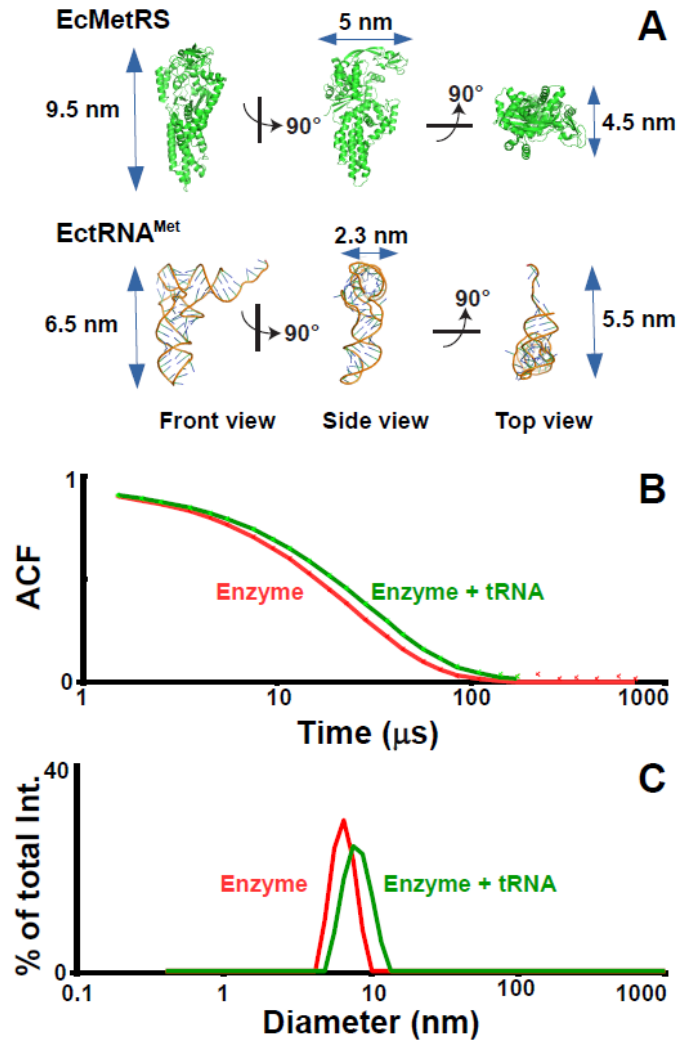 EcMetRS
5 nm
A
9.5 nm
90°
90°
4.5 nm
EctRNA^Met
2.3 nm
6.5 nm
90°
90°
5.5 nm
Front view
Side view
Top view
B
1
ACF
Enzyme
Enzyme + tRNA
0
1
10
100
1000
Time (μs)
C
40
% of total Int.
Enzyme
Enzyme + tRNA
0
0.1
1
10
100
1000
Diameter (nm)